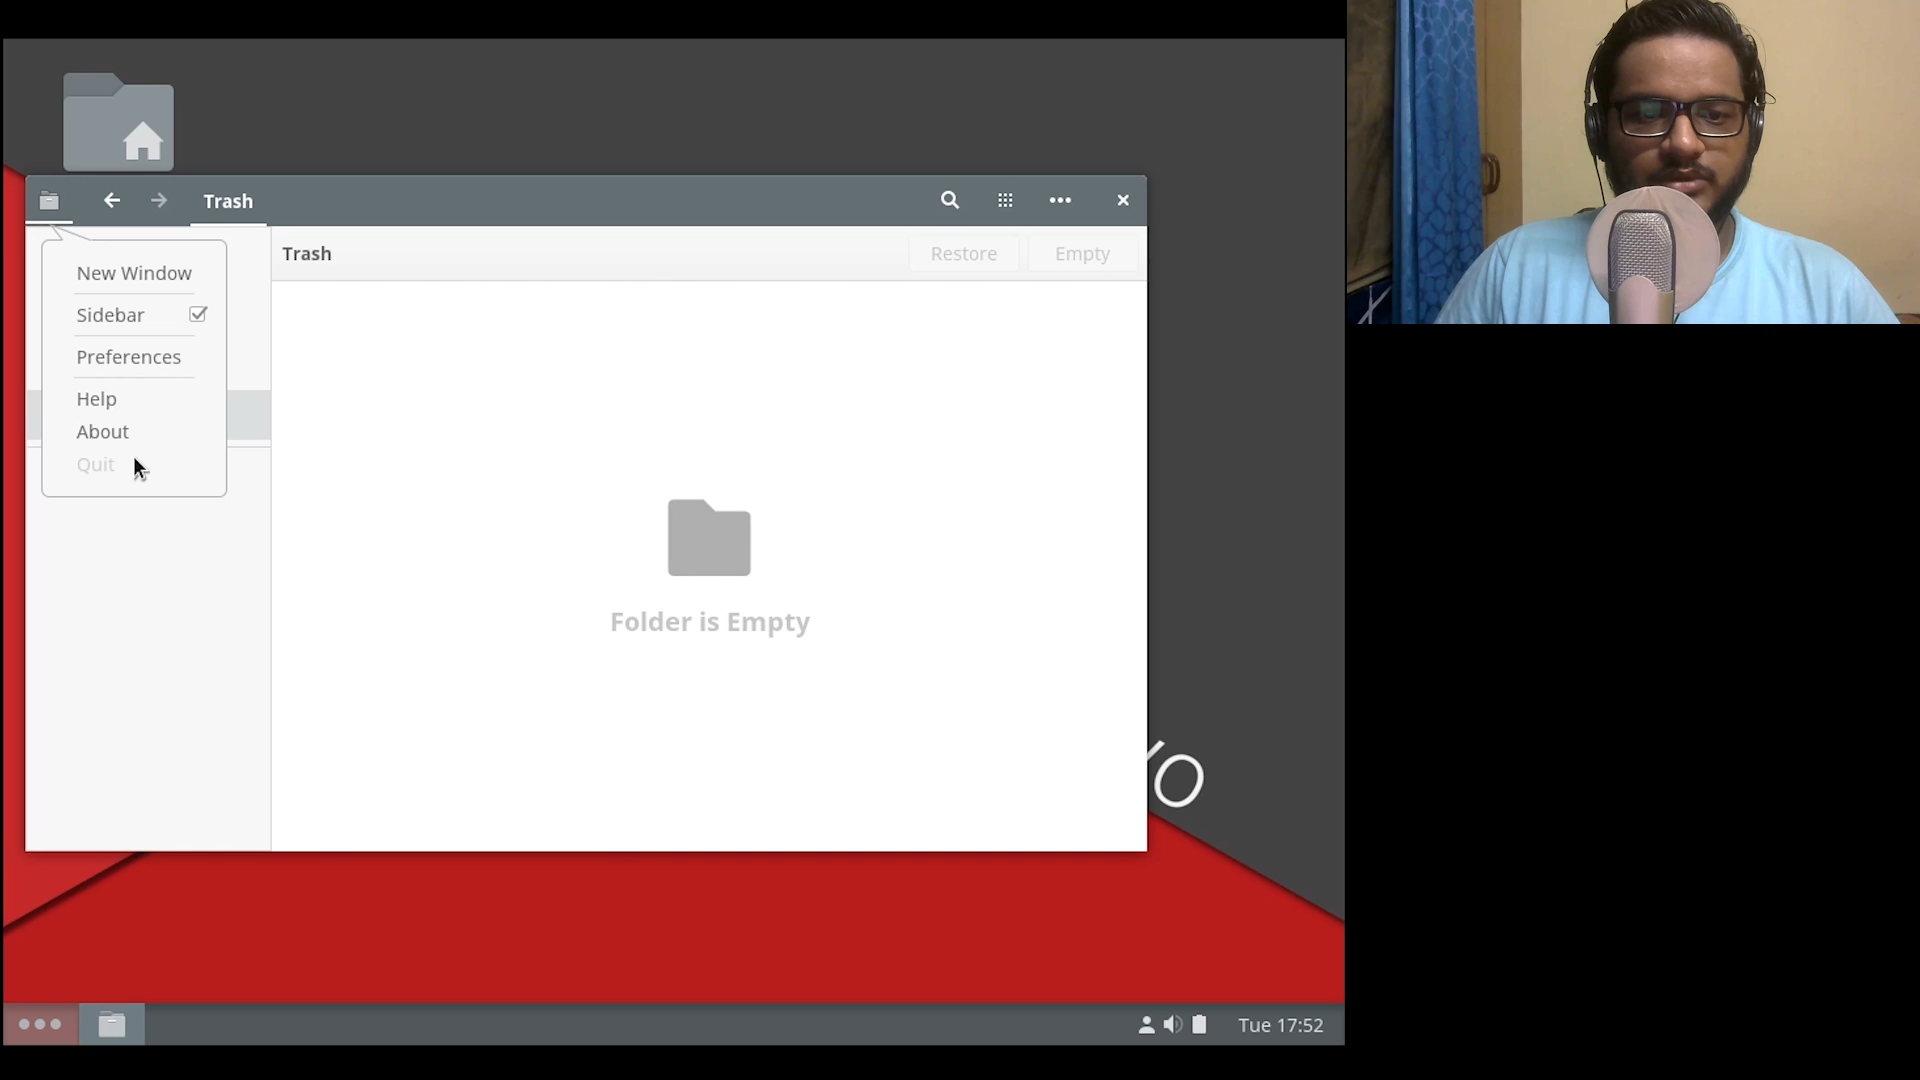 Trash
New Window
Sidebar
Preferences
Help
About
Quit
Trash
Restore
Empty
Folder is Empty
O
Tue 17:52